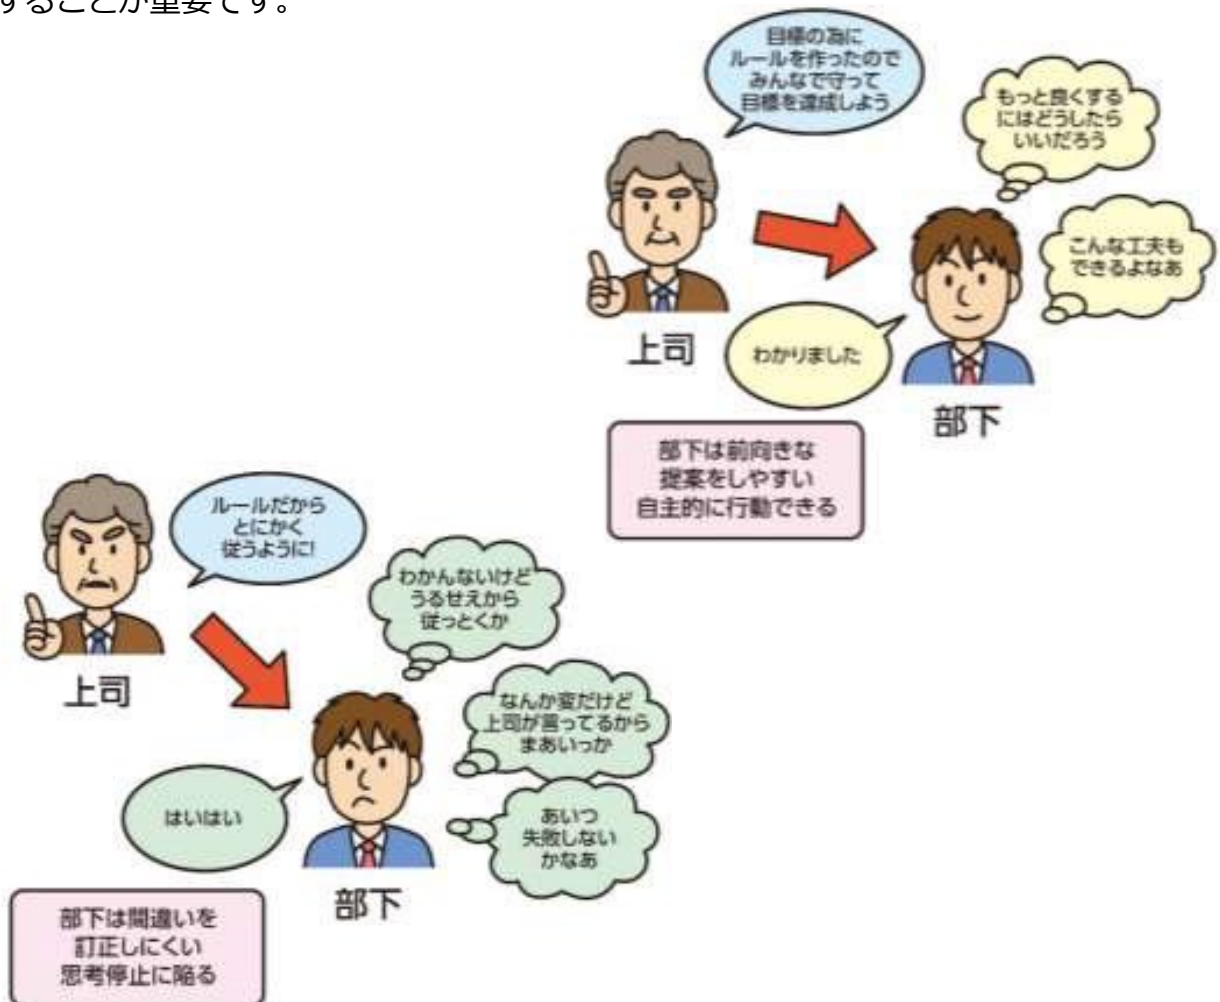 することが重要です。
目標の為に
ルールを作ったので
みんなで守って
目標を達成しよう
もっと良くする
にはどうしたら
いいだろう
こんな工夫も
できるよなあ
わかりました
上司
部下
部下は前向きな
提案をしやすい
自主的に行動できる
ルールだから
とにかく
従うように!
わかんないけど
うるせえから
従っとくか
なんか変だけど
上司が言ってるから
まあいっか
あいつ
失敗しない
かなあ
はいはい
上司
部下
部下は間違いを
訂正しにくい
思考停止に陥る